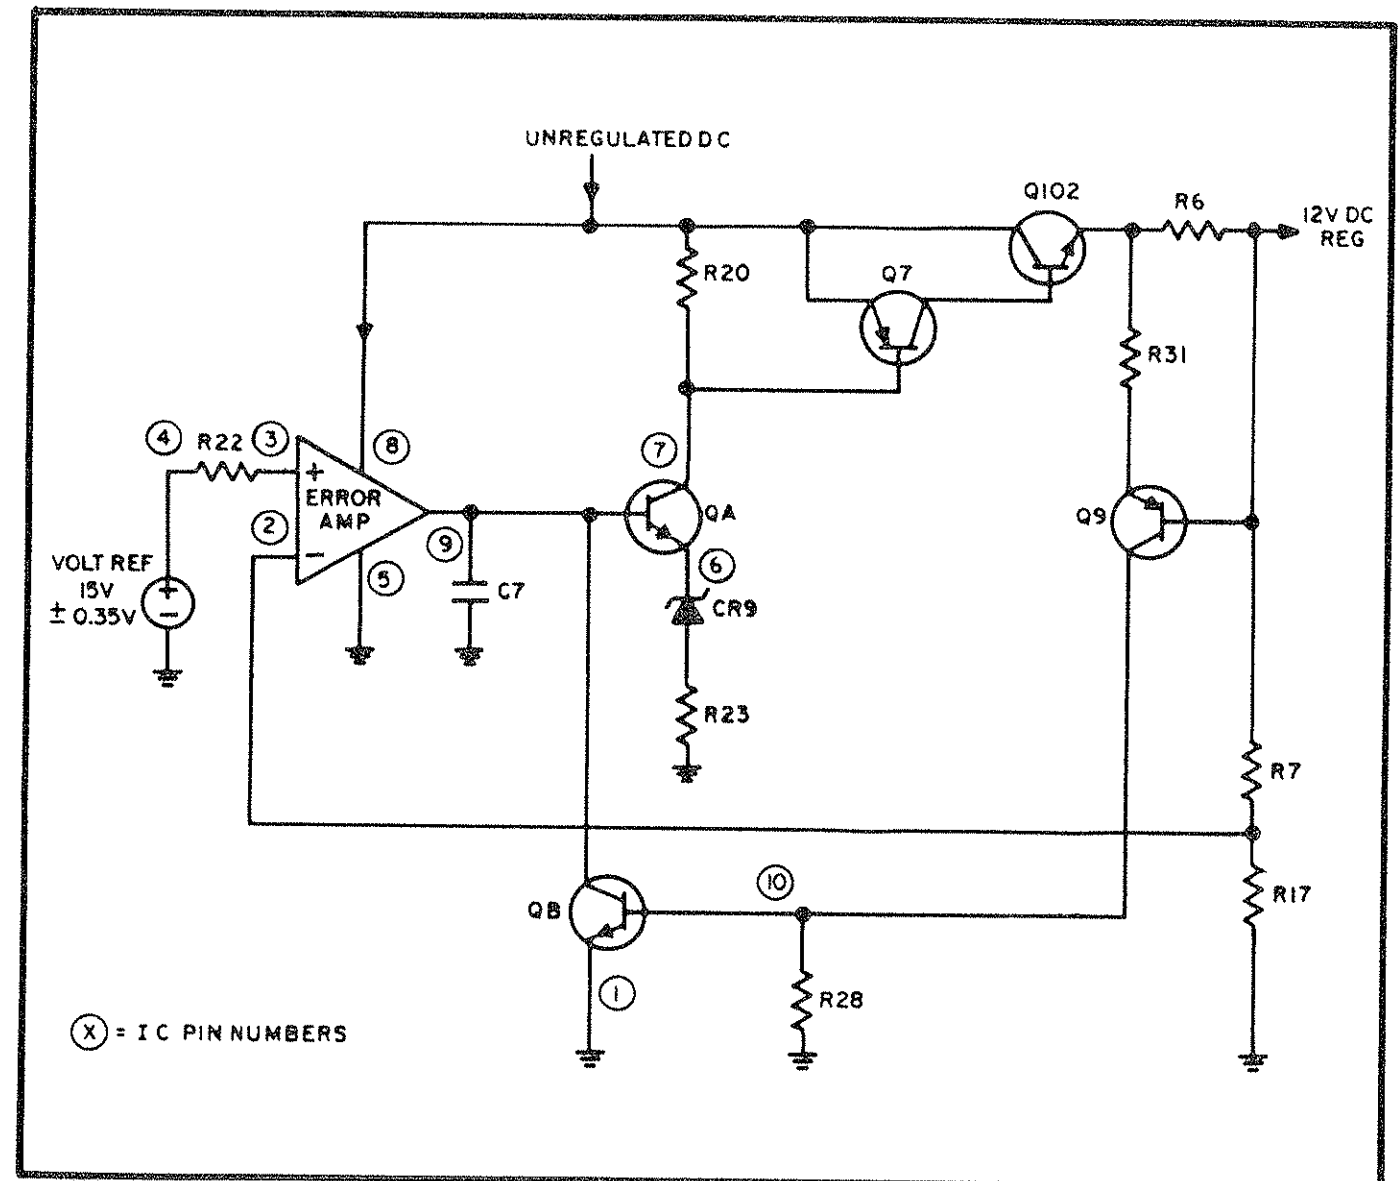 UNREGULATED DC
Q102
R6
12V DC
REG
R20
Q7
R31
4
R22
3
8
7
+
ERROR
AMP
QA
Q9
2
−
9
6
VOLT REF
15V
± 0.35V
+
−
5
C7
CR9
R23
R7
10
R17
QB
1
R28
X = IC PIN NUMBERS